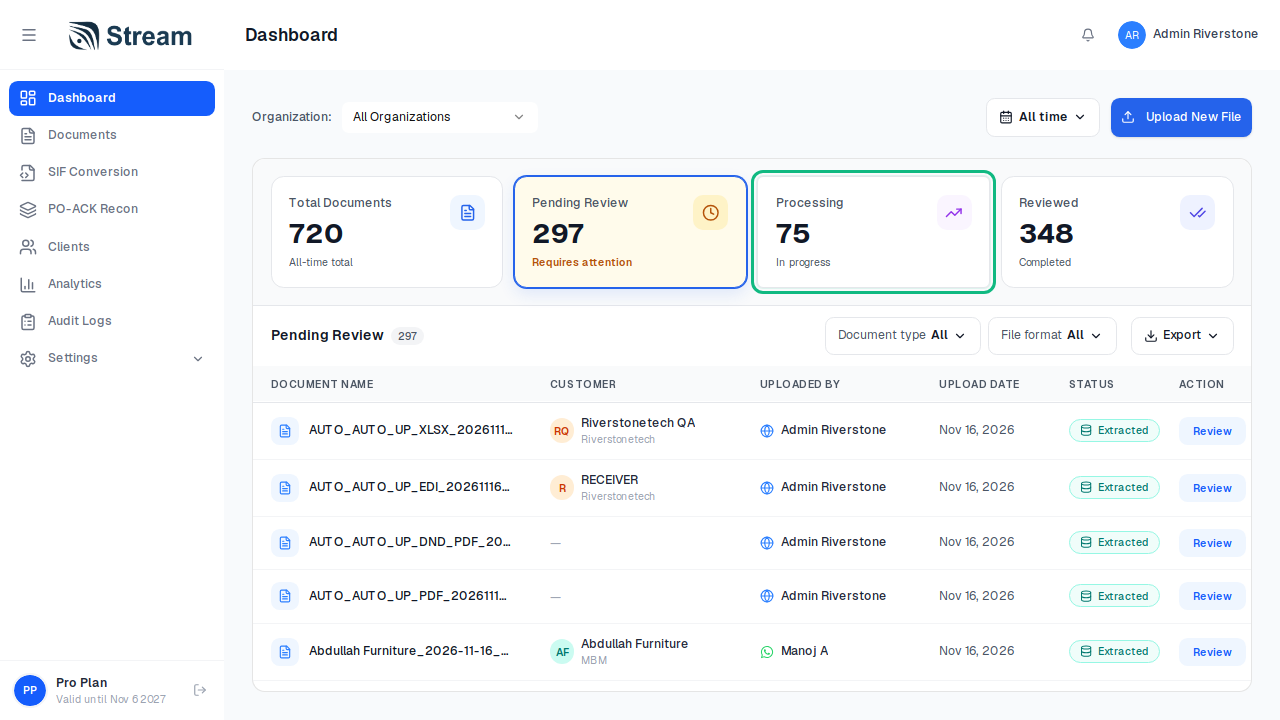 Stream
Dashboard
AR Admin Riverstone
Dashboard
Documents
SIF Conversion
PO-ACK Recon
Clients
Analytics
Audit Logs
Settings
PP
Pro Plan
Valid until Nov 6 2027
Organization: All Organizations
All time
Upload New File
Total Documents
720
All-time total
Pending Review
297
Requires attention
Processing
75
In progress
Reviewed
348
Completed
Pending Review 297
Document type All
File format All
Export
DOCUMENT NAME CUSTOMER UPLOADED BY UPLOAD DATE STATUS ACTION
AUTO_AUTO_UP_XLSX_2026111... RQ Riverstonetech QA Admin Riverstone Nov 16, 2026 Extracted Review
Riverstonetech
AUTO_AUTO_UP_EDI_20261116... R RECEIVER Admin Riverstone Nov 16, 2026 Extracted Review
Riverstonetech
AUTO_AUTO_UP_DND_PDF_20... — Admin Riverstone Nov 16, 2026 Extracted Review
AUTO_AUTO_UP_PDF_2026111... — Admin Riverstone Nov 16, 2026 Extracted Review
Abdullah Furniture_2026-11-16_... AF Abdullah Furniture Manoj A Nov 16, 2026 Extracted Review
MBM